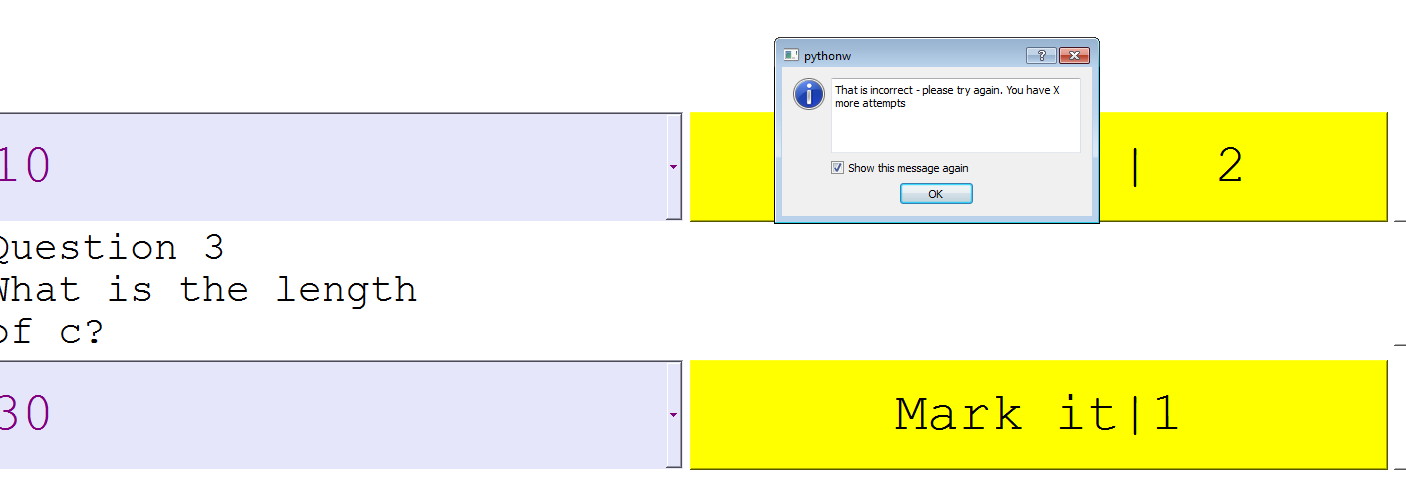 pythonw
That is incorrect - please try again. You have X
more attempts
Show this message again
OK
10
| 2
Question 3
What is the length
of c?
30
Mark it|1